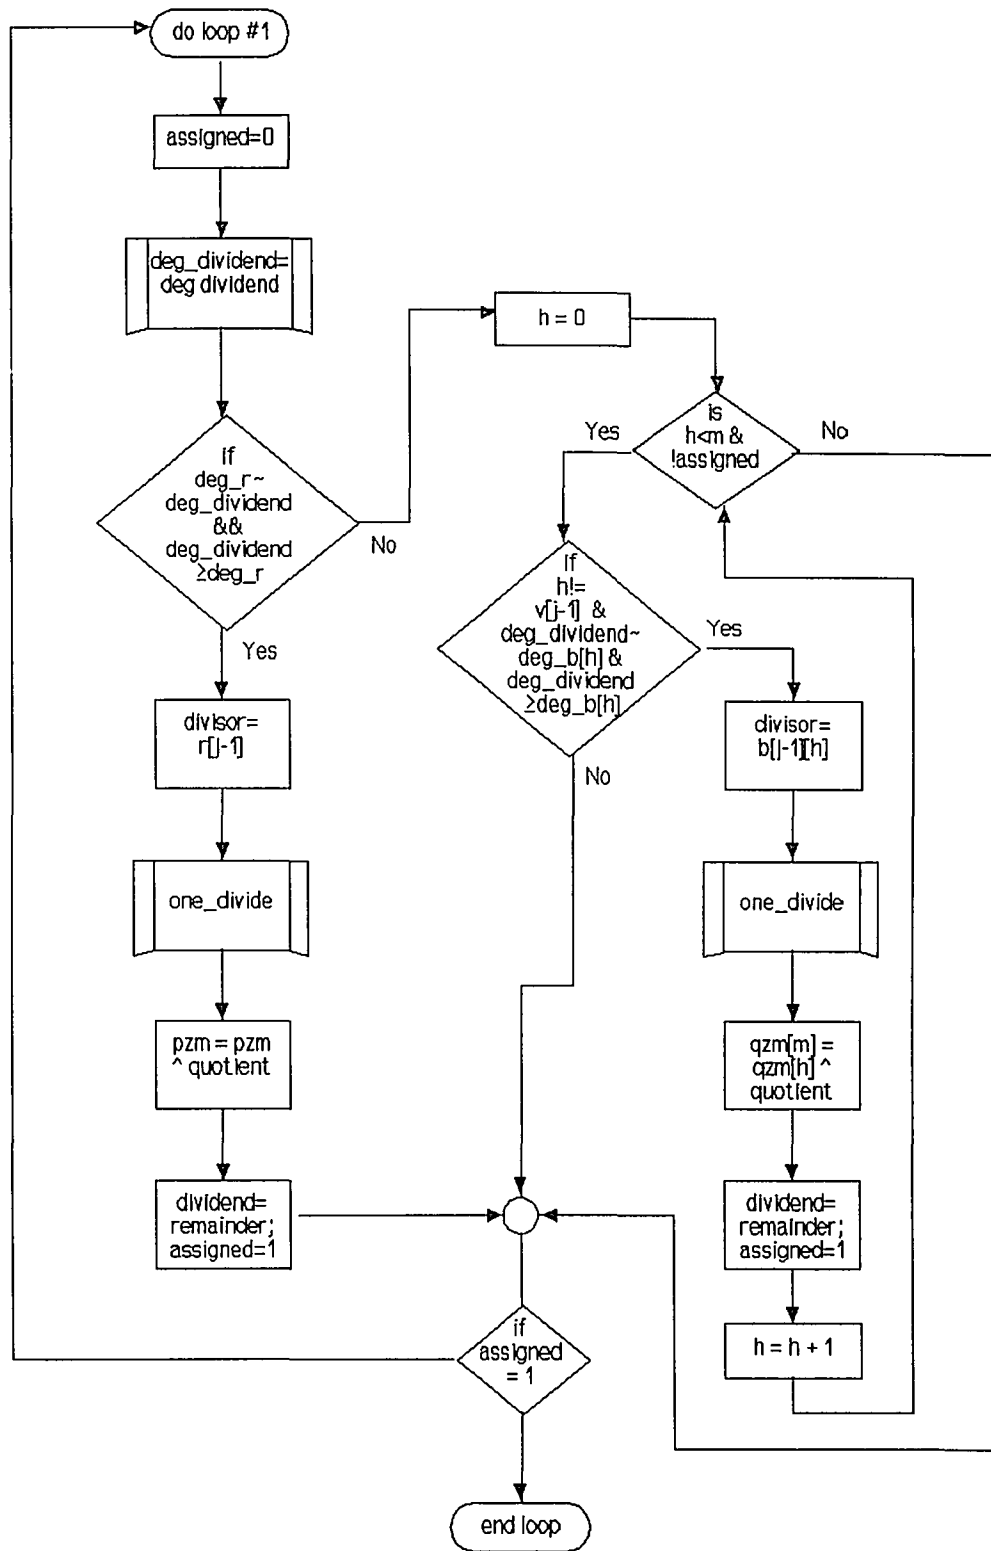 do loop #1
assigned=0
deg_dividend=
deg dividend
if
deg_r~
deg_dividend
&&
deg_dividend
≥deg_r
No
Yes
divisor=
r[j-1]
one_divide
pzm = pzm
^ quotient
dividend=
remainder;
assigned=1
h = 0
is
h<m &
!assigned
Yes
No
if
h!=
v[j-1] &
deg_dividend~
deg_b[h] &
deg_dividend
≥deg_b[h]
Yes
No
divisor=
b[j-1][h]
one_divide
qzm[m] =
qzm[h] ^
quotient
dividend=
remainder;
assigned=1
h = h + 1
if
assigned
= 1
end loop